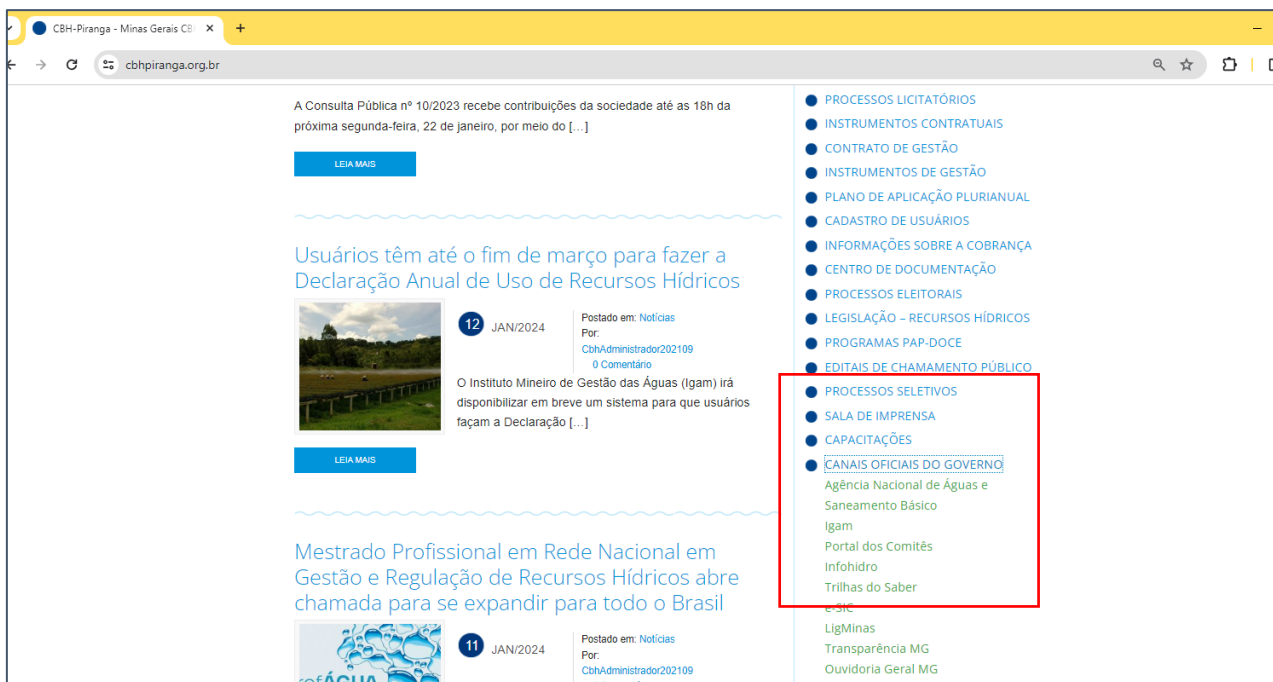 CBH-Piranga - Minas Gerais CB
cbhpiranga.org.br
A Consulta Pública nº 10/2023 recebe contribuições da sociedade até as 18h da
próxima segunda-feira, 22 de janeiro, por meio do […]
LEIA MAIS
Usuários têm até o fim de março para fazer a
Declaração Anual de Uso de Recursos Hídricos
12 JAN/2024
Postado em: Notícias
Por:
CbhAdministrador202109
0 Comentário
O Instituto Mineiro de Gestão das Águas (Igam) irá
disponibilizar em breve um sistema para que usuários
façam a Declaração […]
LEIA MAIS
Mestrado Profissional em Rede Nacional em
Gestão e Regulação de Recursos Hídricos abre
chamada para se expandir para todo o Brasil
11 JAN/2024
Postado em: Notícias
Por:
CbhAdministrador202109
PROCESSOS LICITATÓRIOS
INSTRUMENTOS CONTRATUAIS
CONTRATO DE GESTÃO
INSTRUMENTOS DE GESTÃO
PLANO DE APLICAÇÃO PLURIANUAL
CADASTRO DE USUÁRIOS
INFORMAÇÕES SOBRE A COBRANÇA
CENTRO DE DOCUMENTAÇÃO
PROCESSOS ELEITORAIS
LEGISLAÇÃO – RECURSOS HÍDRICOS
PROGRAMAS PAP-DOCE
EDITAIS DE CHAMAMENTO PÚBLICO
PROCESSOS SELETIVOS
SALA DE IMPRENSA
CAPACITAÇÕES
CANAIS OFICIAIS DO GOVERNO
Agência Nacional de Águas e
Saneamento Básico
Igam
Portal dos Comitês
Infohidro
Trilhas do Saber
e-SIC
LigMinas
Transparência MG
Ouvidoria Geral MG